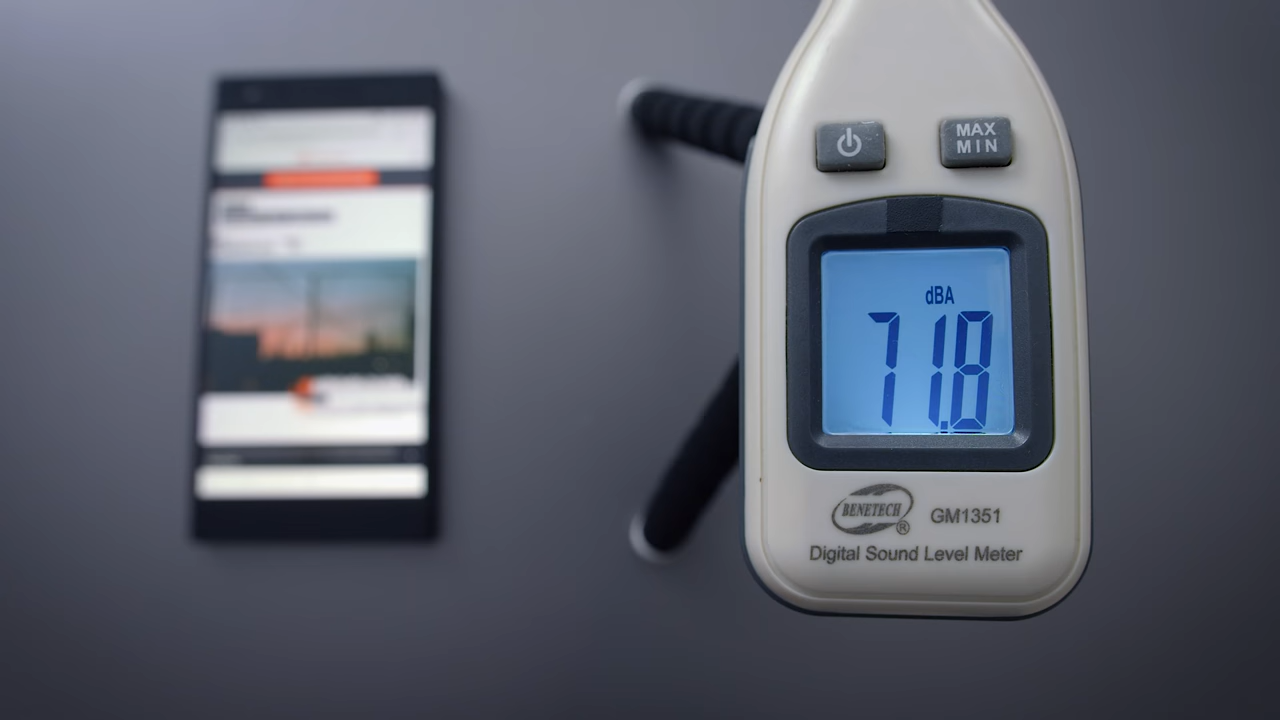 MAX
MIN
dBA
71.8
BENETECH
®
GM1351
Digital Sound Level Meter